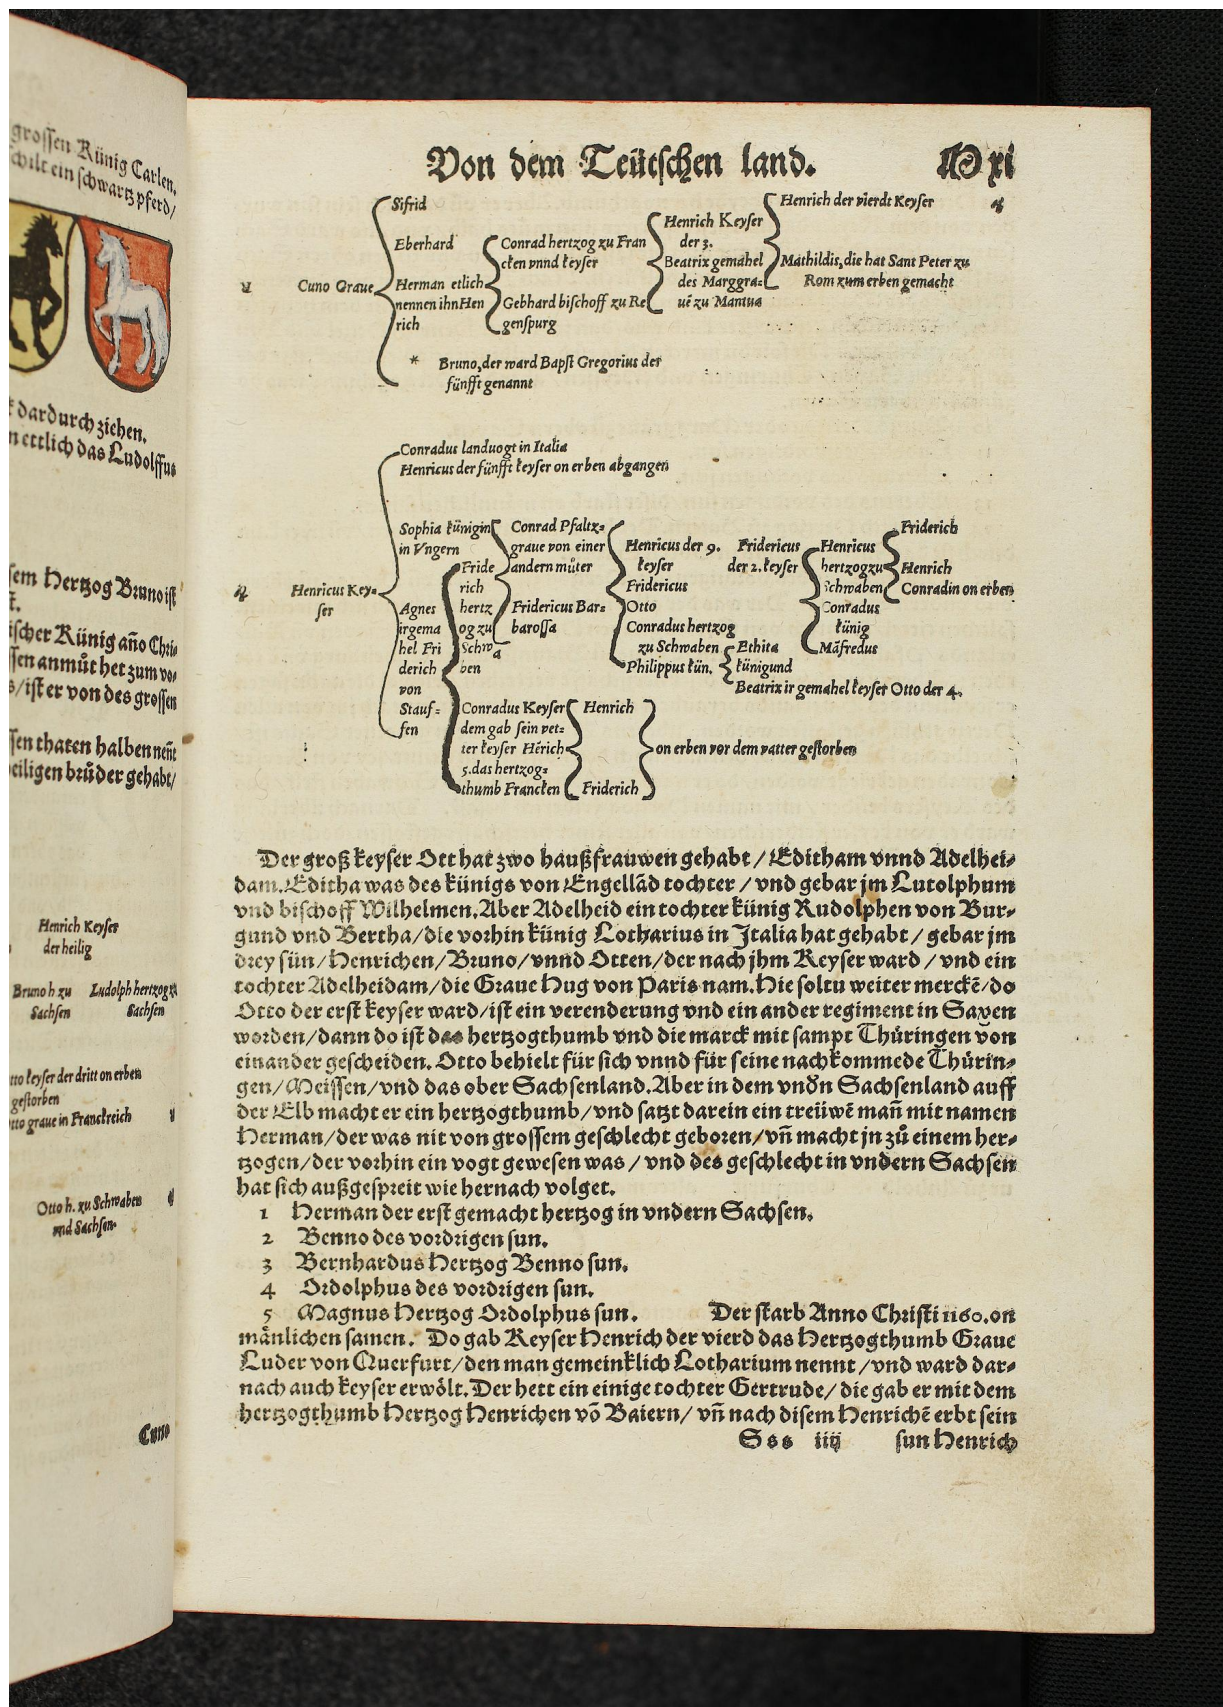 grossen Künig Carlen.
schilt ein schwartz pferd/
dardurch ziehen.
ettlich das Ludolffus
sem Hertzog Bruno ist
ischer Künig año Chri-
sen anmůt het zum vo-
/ist er von des grossen
sen thaten halben neñt
eiligen brůder gehabt/
Henrich Keyser
der heilig
Bruno h. zu Ludolph hertzog zů
Sachsen Sachsen
tto keyser der dritt on erben
gestorben
tto graue in Franckreich
Otto h. zu Schwaben
und Sachsen.
Cuno
Von dem Teütschen land. xi
Sifrid
Eberhard
Cuno Graue
Herman etlich
nennen ihn Hen
rich
Conrad hertzog zu Fran
cken vnnd keyser
Gebhard bischoff zu Re
genspurg
Henrich Keyser
der 3.
Beatrix gemahel
des Marggra-
uē zu Mantua
Henrich der vierdt Keyser
Mathildis, die hat Sant Peter zu
Rom zum erben gemacht
* Bruno, der ward Bapst Gregorius der
fünfft genannt
Conradus landuogt in Italia
Henricus der fünfft keyser on erben abgangen
Henricus Key-
ser
Sophia künigin
in Vngern
Agnes
irgema
hel Fri
derich
von
Stauf-
fen
Fride
rich
hertz
og zu
Schwa
ben
Conrad Pfaltz-
graue von einer
andern můter
Fridericus Bar-
barossa
Henricus der 9.
keyser
Fridericus
Otto
Conradus hertzog
zu Schwaben
Philippus kün.
Fridericus
der 2. keyser
Henricus
hertzog zu
Schwaben
Conradus
künig
Māfredus
Friderich
Henrich
Conradin on erben
Ethita
künigund
Beatrix ir gemahel keyser Otto der 4.
Conradus Keyser
dem gab sein vet-
ter keyser Hērich
5. das hertzog-
thumb Francken
Henrich
Friderich
on erben vor dem vatter gestorben
Der groß keyser Ott hat zwo haußfrauwen gehabt/Editham vnnd Adelhei-
dam. Editha was des künigs von Engellād tochter/vnd gebar jm Lutolphum
vnd bischoff Wilhelmen. Aber Adelheid ein tochter künig Rudolphen von Bur-
gund vnd Bertha/die vorhin künig Lotharius in Italia hat gehabt/gebar jm
drey sün/Henrichen/Bruno/vnnd Otten/der nach jhm Keyser ward/vnd ein
tochter Adelheidam/die Graue Hug von Paris nam. Hie soltu weiter merckē/do
Otto der erst keyser ward/ist ein verenderung vnd ein ander regiment in Saxen
worden/dann do ist das hertzogthumb vnd die marck mit sampt Thüringen von
einander gescheiden. Otto behielt für sich vnnd für seine nachkommede Thürin-
gen/Meissen/vnd das ober Sachsenland. Aber in dem vndn Sachsenland auff
der Elb macht er ein hertzogthumb/vnd satzt darein ein treüwē mañ mit namen
Herman/der was nit von grossem geschlecht geboren/vñ macht jn zů einem her-
tzogen/der vorhin ein vogt gewesen was/vnd des geschlecht in vndern Sachsen
hat sich außgespreit wie hernach volget.
1 Herman der erst gemacht hertzog in vndern Sachsen.
2 Benno des vordrigen sun.
3 Bernhardus Hertzog Benno sun.
4 Ordolphus des vordrigen sun.
5 Magnus Hertzog Ordolphus sun. Der starb Anno Christi 1160. on
mānlichen samen. Do gab Keyser Henrich der vierd das Hertzogthumb Graue
Luder von Querfurt/den man gemeinklich Lotharium nennt/vnd ward dar-
nach auch keyser erwölt. Der hett ein einige tochter Gertrude/die gab er mit dem
hertzogthumb Hertzog Henrichen vō Baiern/vñ nach disem Henrichē erbt sein
Sss iiij sun Henrich